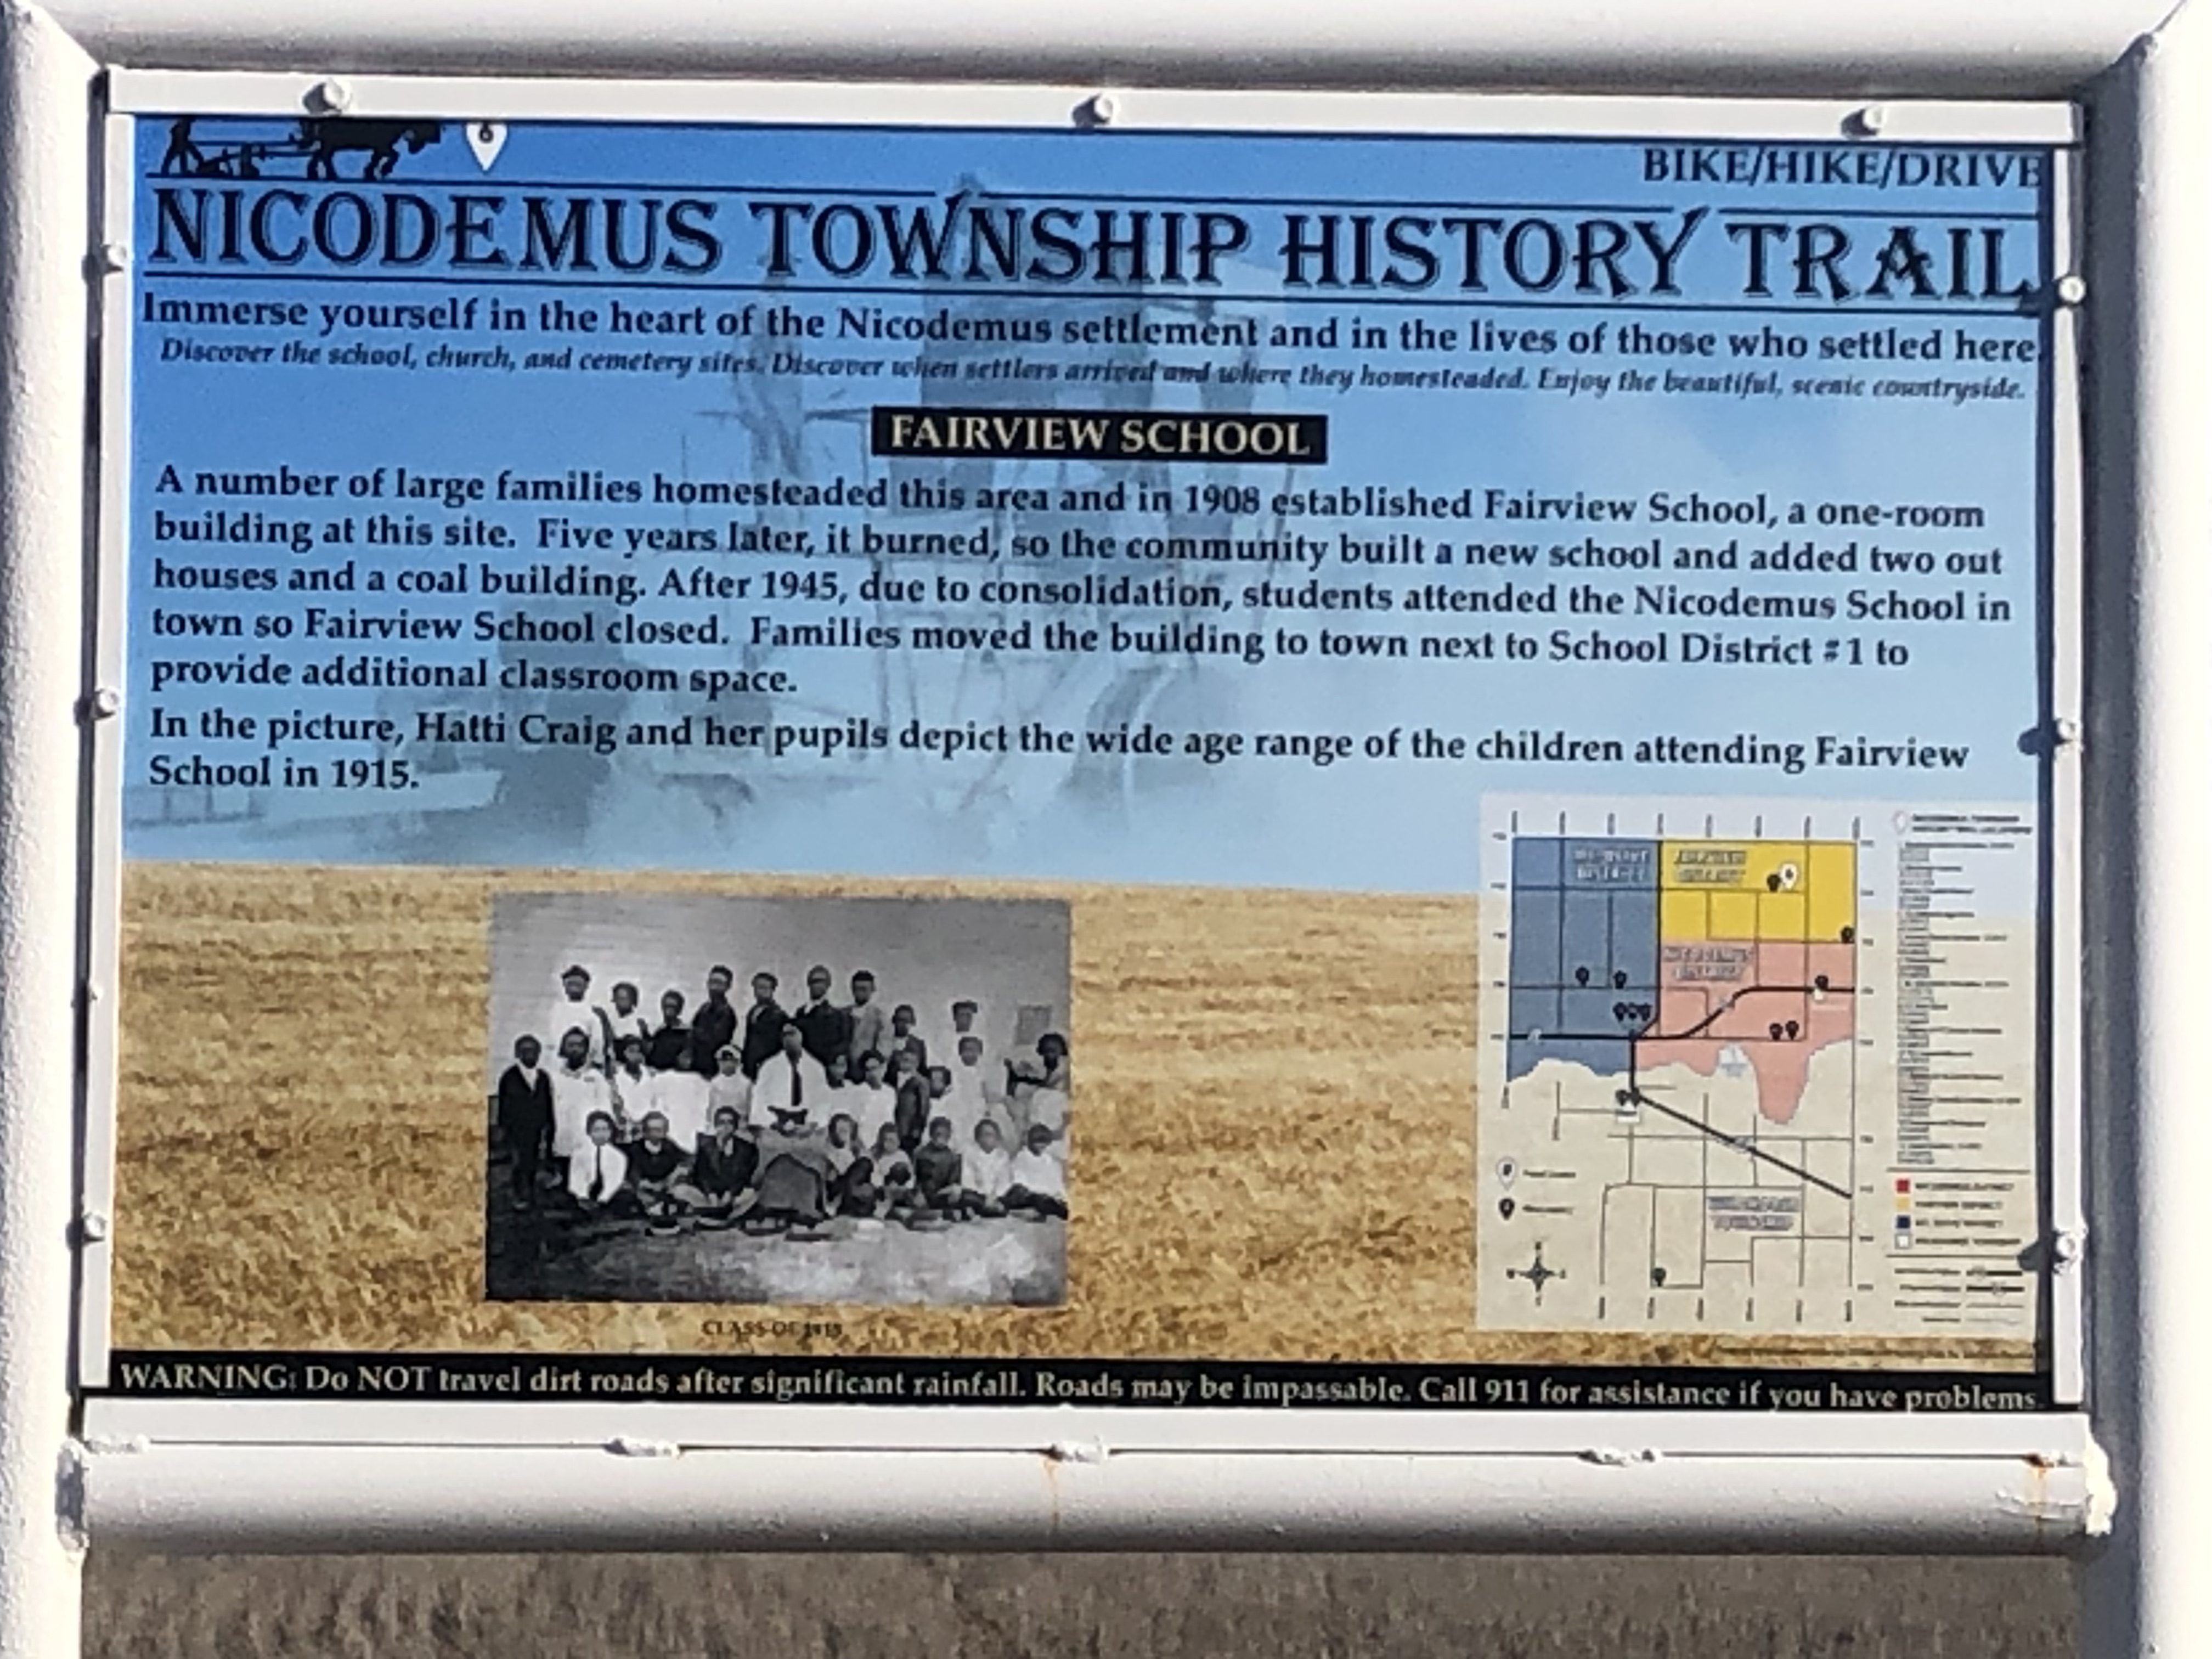 6
BIKE/HIKE/DRIVE
NICODEMUS TOWNSHIP HISTORY TRAIL
Immerse yourself in the heart of the Nicodemus settlement and in the lives of those who settled here.
Discover the school, church, and cemetery sites. Discover when settlers arrived and where they homesteaded. Enjoy the beautiful, scenic countryside.
FAIRVIEW SCHOOL
A number of large families homesteaded this area and in 1908 established Fairview School, a one-room
building at this site. Five years later, it burned, so the community built a new school and added two out
houses and a coal building. After 1945, due to consolidation, students attended the Nicodemus School in
town so Fairview School closed. Families moved the building to town next to School District #1 to
provide additional classroom space.
In the picture, Hatti Craig and her pupils depict the wide age range of the children attending Fairview
School in 1915.
NICODEMUS
DISTRICT
CLASS OF 1915
WARNING: Do NOT travel dirt roads after significant rainfall. Roads may be impassable. Call 911 for assistance if you have problems.